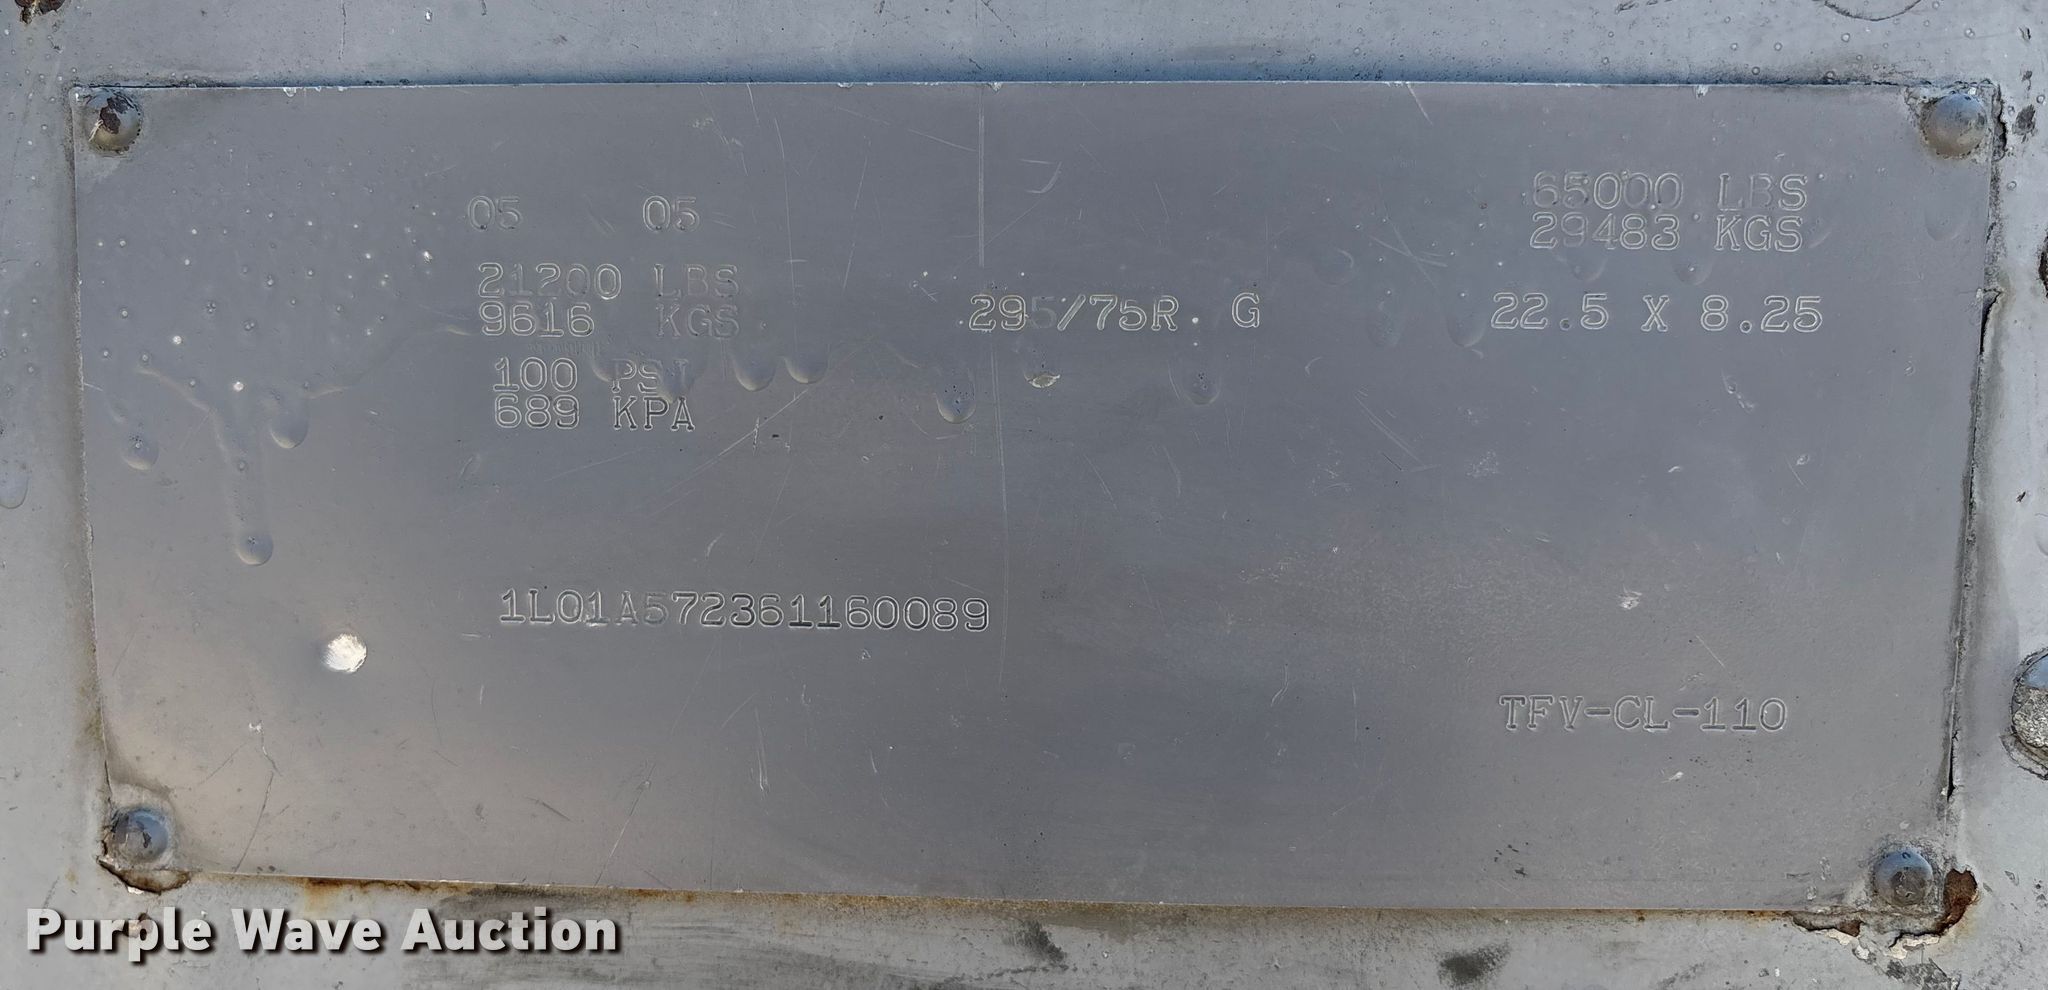 05 05
65000 LBS
29483 KGS
21200 LBS
9616 KGS
295/75R G
22.5 X 8.25
100 PSI
689 KPA
1L01A572361160089
TFV-CL-110
Purple Wave Auction